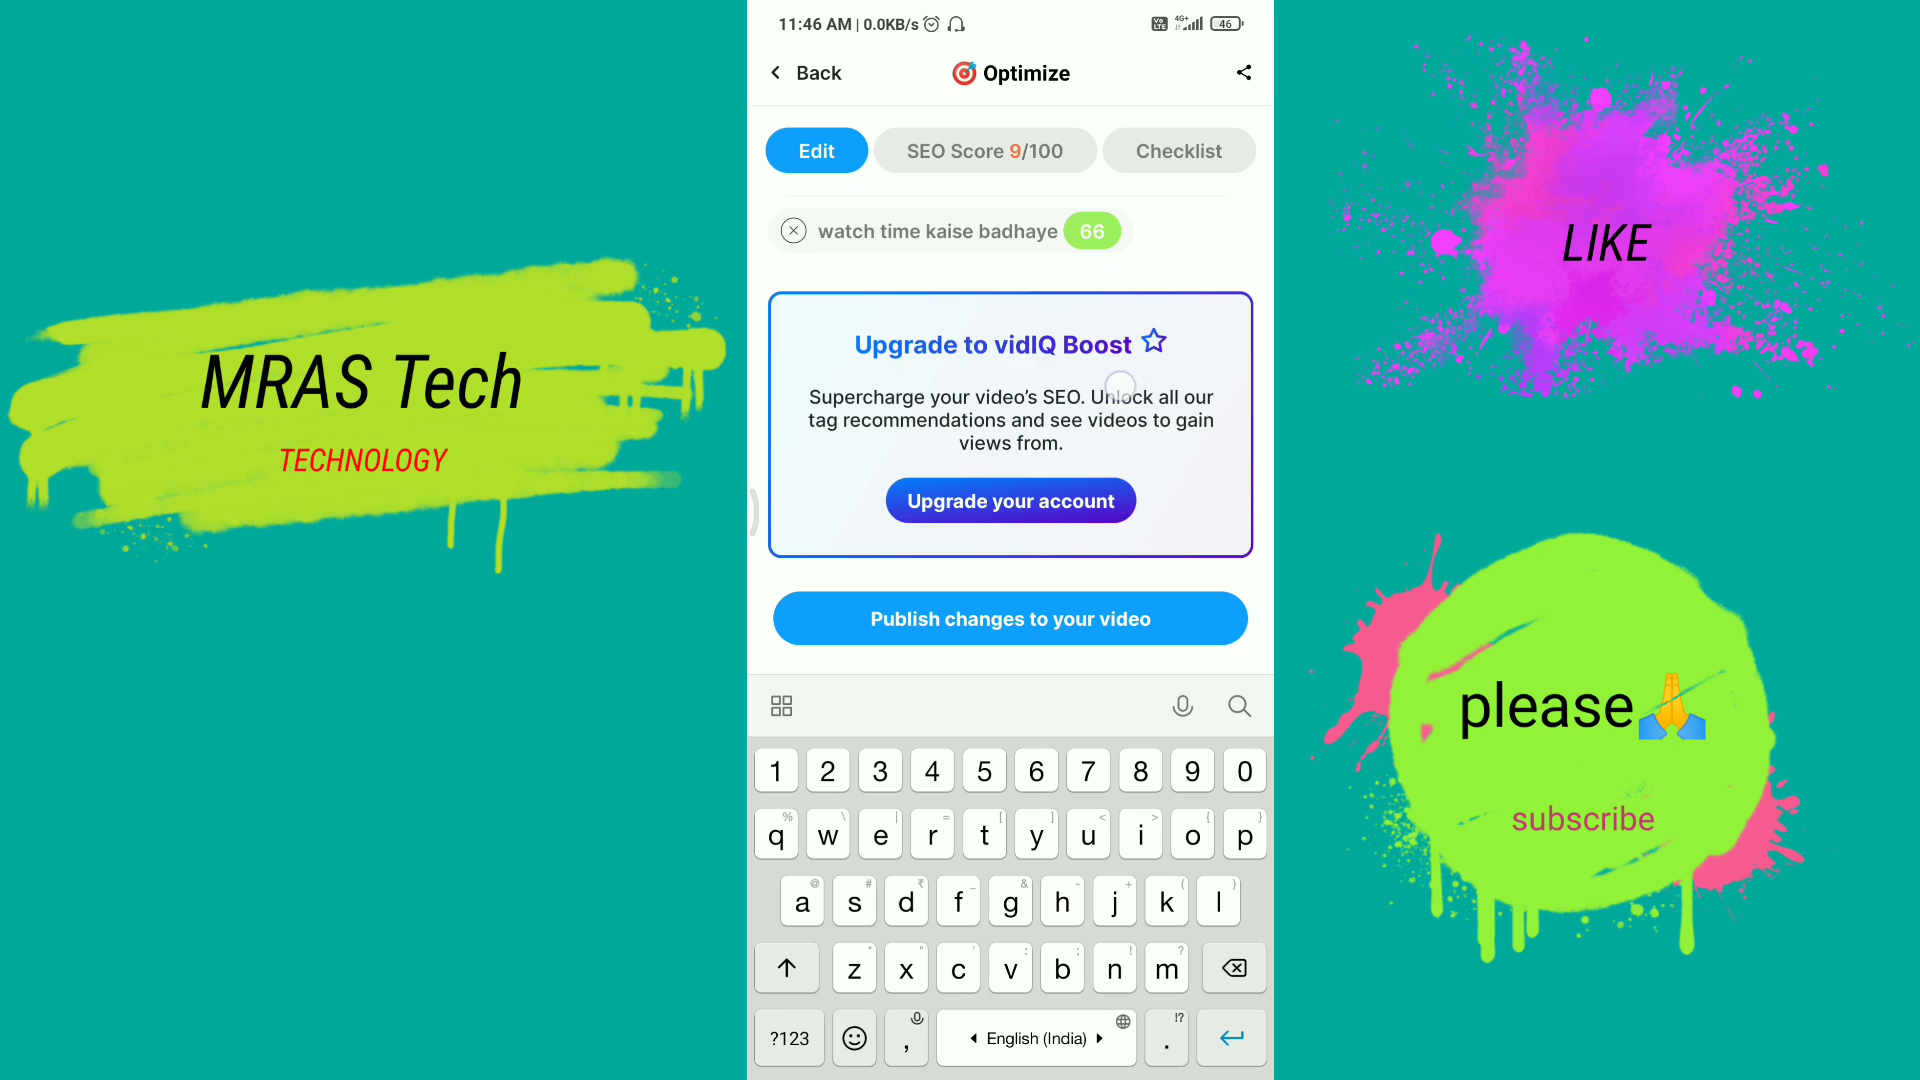 MRAS Tech
TECHNOLOGY
11:46 AM | 0.0KB/s
Vo LTE 4G+ 46
Back
Optimize
Edit
SEO Score 9/100
Checklist
watch time kaise badhaye 66
Upgrade to vidIQ Boost
Supercharge your video’s SEO. Unlock all our
tag recommendations and see videos to gain
views from.
Upgrade your account
Publish changes to your video
1 2 3 4 5 6 7 8 9 0
% \ | = [ ] < > { }
q w e r t y u i o p
@ # ₹ _ & - + ( )
a s d f g h j k l
* " ' : ; ! ?
z x c v b n m
?123 , English (India) . !?
LIKE
please🙏
subscribe